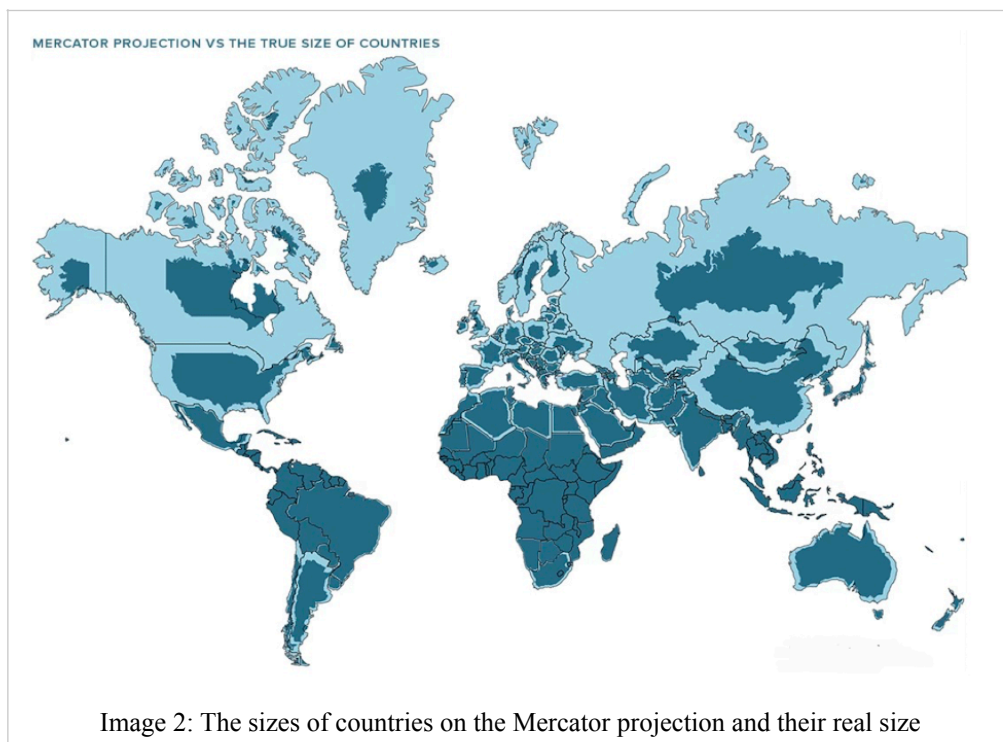 MERCATOR PROJECTION VS THE TRUE SIZE OF COUNTRIES
Image 2: The sizes of countries on the Mercator projection and their real size